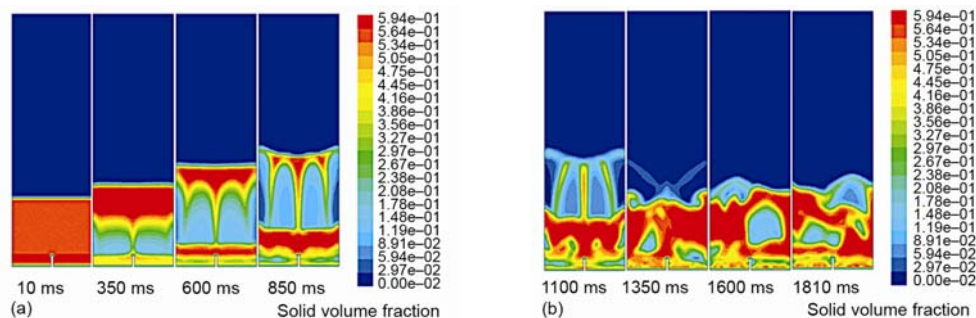 5.94e–01
5.64e–01
5.34e–01
5.05e–01
4.75e–01
4.45e–01
4.16e–01
3.86e–01
3.56e–01
3.27e–01
2.97e–01
2.67e–01
2.38e–01
2.08e–01
1.78e–01
1.48e–01
1.19e–01
8.91e–02
5.94e–02
2.97e–02
0.00e–02
10 ms 350 ms 600 ms 850 ms
(a) Solid volume fraction
5.94e–01
5.64e–01
5.34e–01
5.05e–01
4.75e–01
4.45e–01
4.16e–01
3.86e–01
3.56e–01
3.27e–01
2.97e–01
2.67e–01
2.38e–01
2.08e–01
1.78e–01
1.48e–01
1.19e–01
8.91e–02
5.94e–02
2.97e–02
0.00e–02
1100 ms 1350 ms 1600 ms 1810 ms
(b) Solid volume fraction